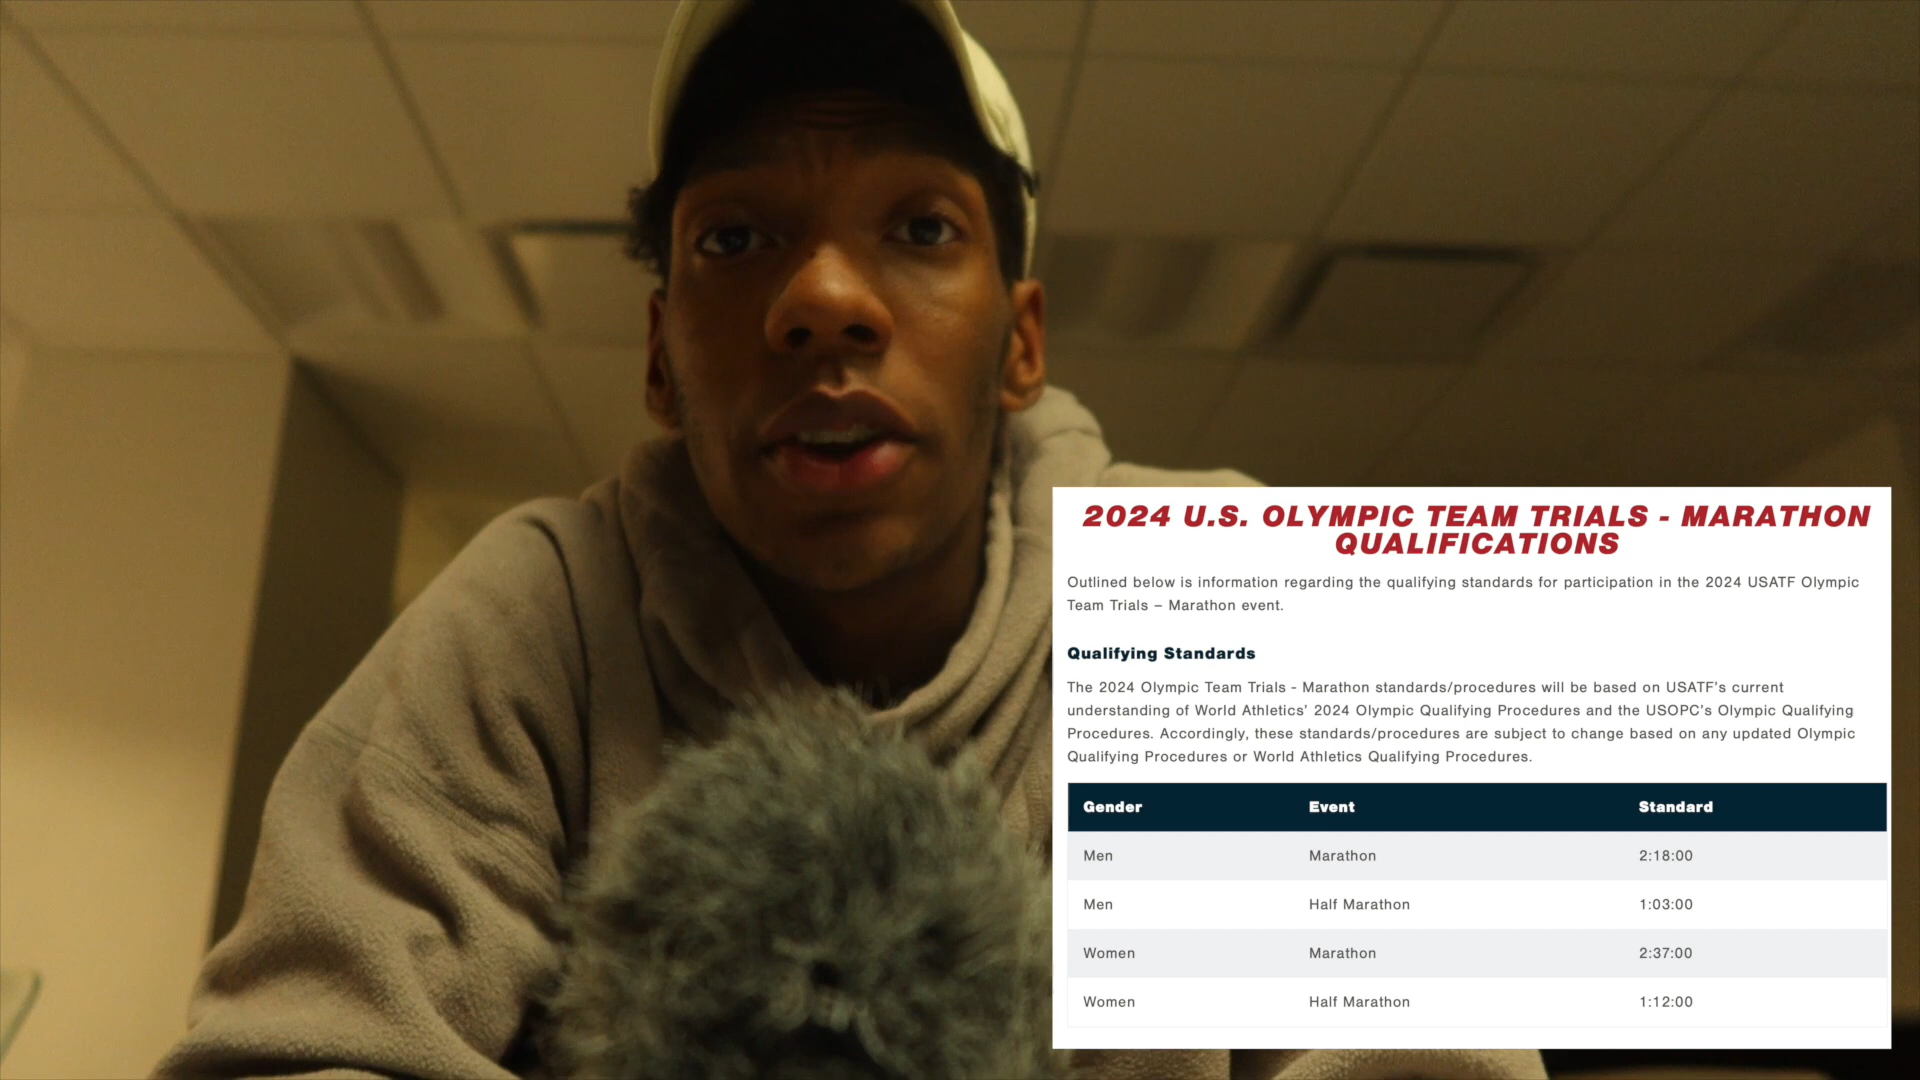 2024 U.S. OLYMPIC TEAM TRIALS - MARATHON
QUALIFICATIONS
Outlined below is information regarding the qualifying standards for participation in the 2024 USATF Olympic
Team Trials – Marathon event.
Qualifying Standards
The 2024 Olympic Team Trials - Marathon standards/procedures will be based on USATF's current
understanding of World Athletics’ 2024 Olympic Qualifying Procedures and the USOPC's Olympic Qualifying
Procedures. Accordingly, these standards/procedures are subject to change based on any updated Olympic
Qualifying Procedures or World Athletics Qualifying Procedures.
Gender Event Standard
Men Marathon 2:18:00
Men Half Marathon 1:03:00
Women Marathon 2:37:00
Women Half Marathon 1:12:00